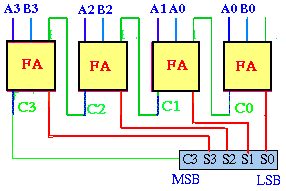 A3 B3 A2 B2 A1 A0 A0 B0
FA FA FA FA
C3 C2 C1 C0
C3 S3 S2 S1 S0
MSB LSB